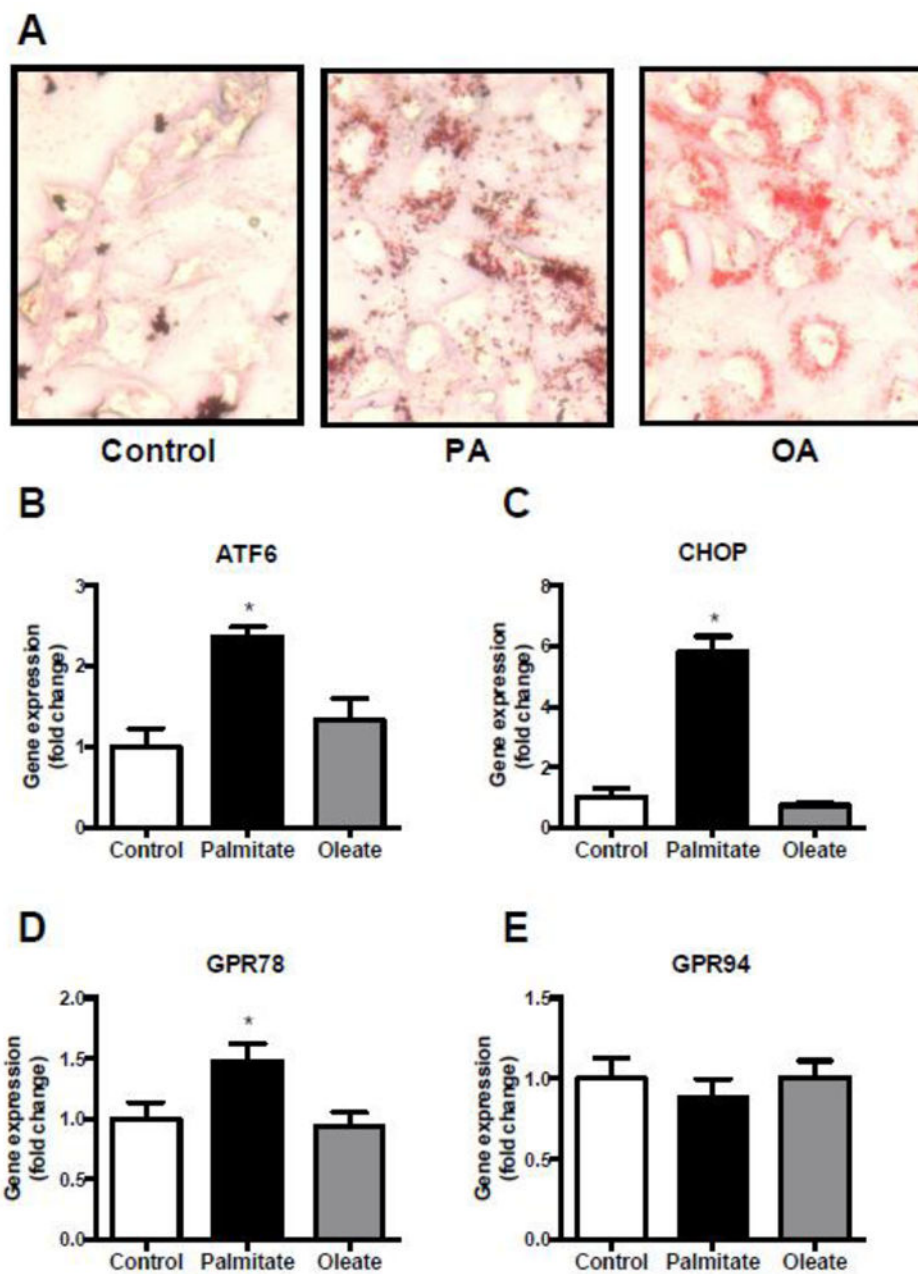 A
Control PA OA
B
ATF6
Gene expression
(fold change)
3
2
1
0
Control Palmitate Oleate
*
C
CHOP
Gene expression
(fold change)
8
6
4
2
0
Control Palmitate Oleate
*
D
GPR78
Gene expression
(fold change)
2.0
1.5
1.0
0.5
0.0
Control Palmitate Oleate
*
E
GPR94
Gene expression
(fold change)
1.5
1.0
0.5
0.0
Control Palmitate Oleate